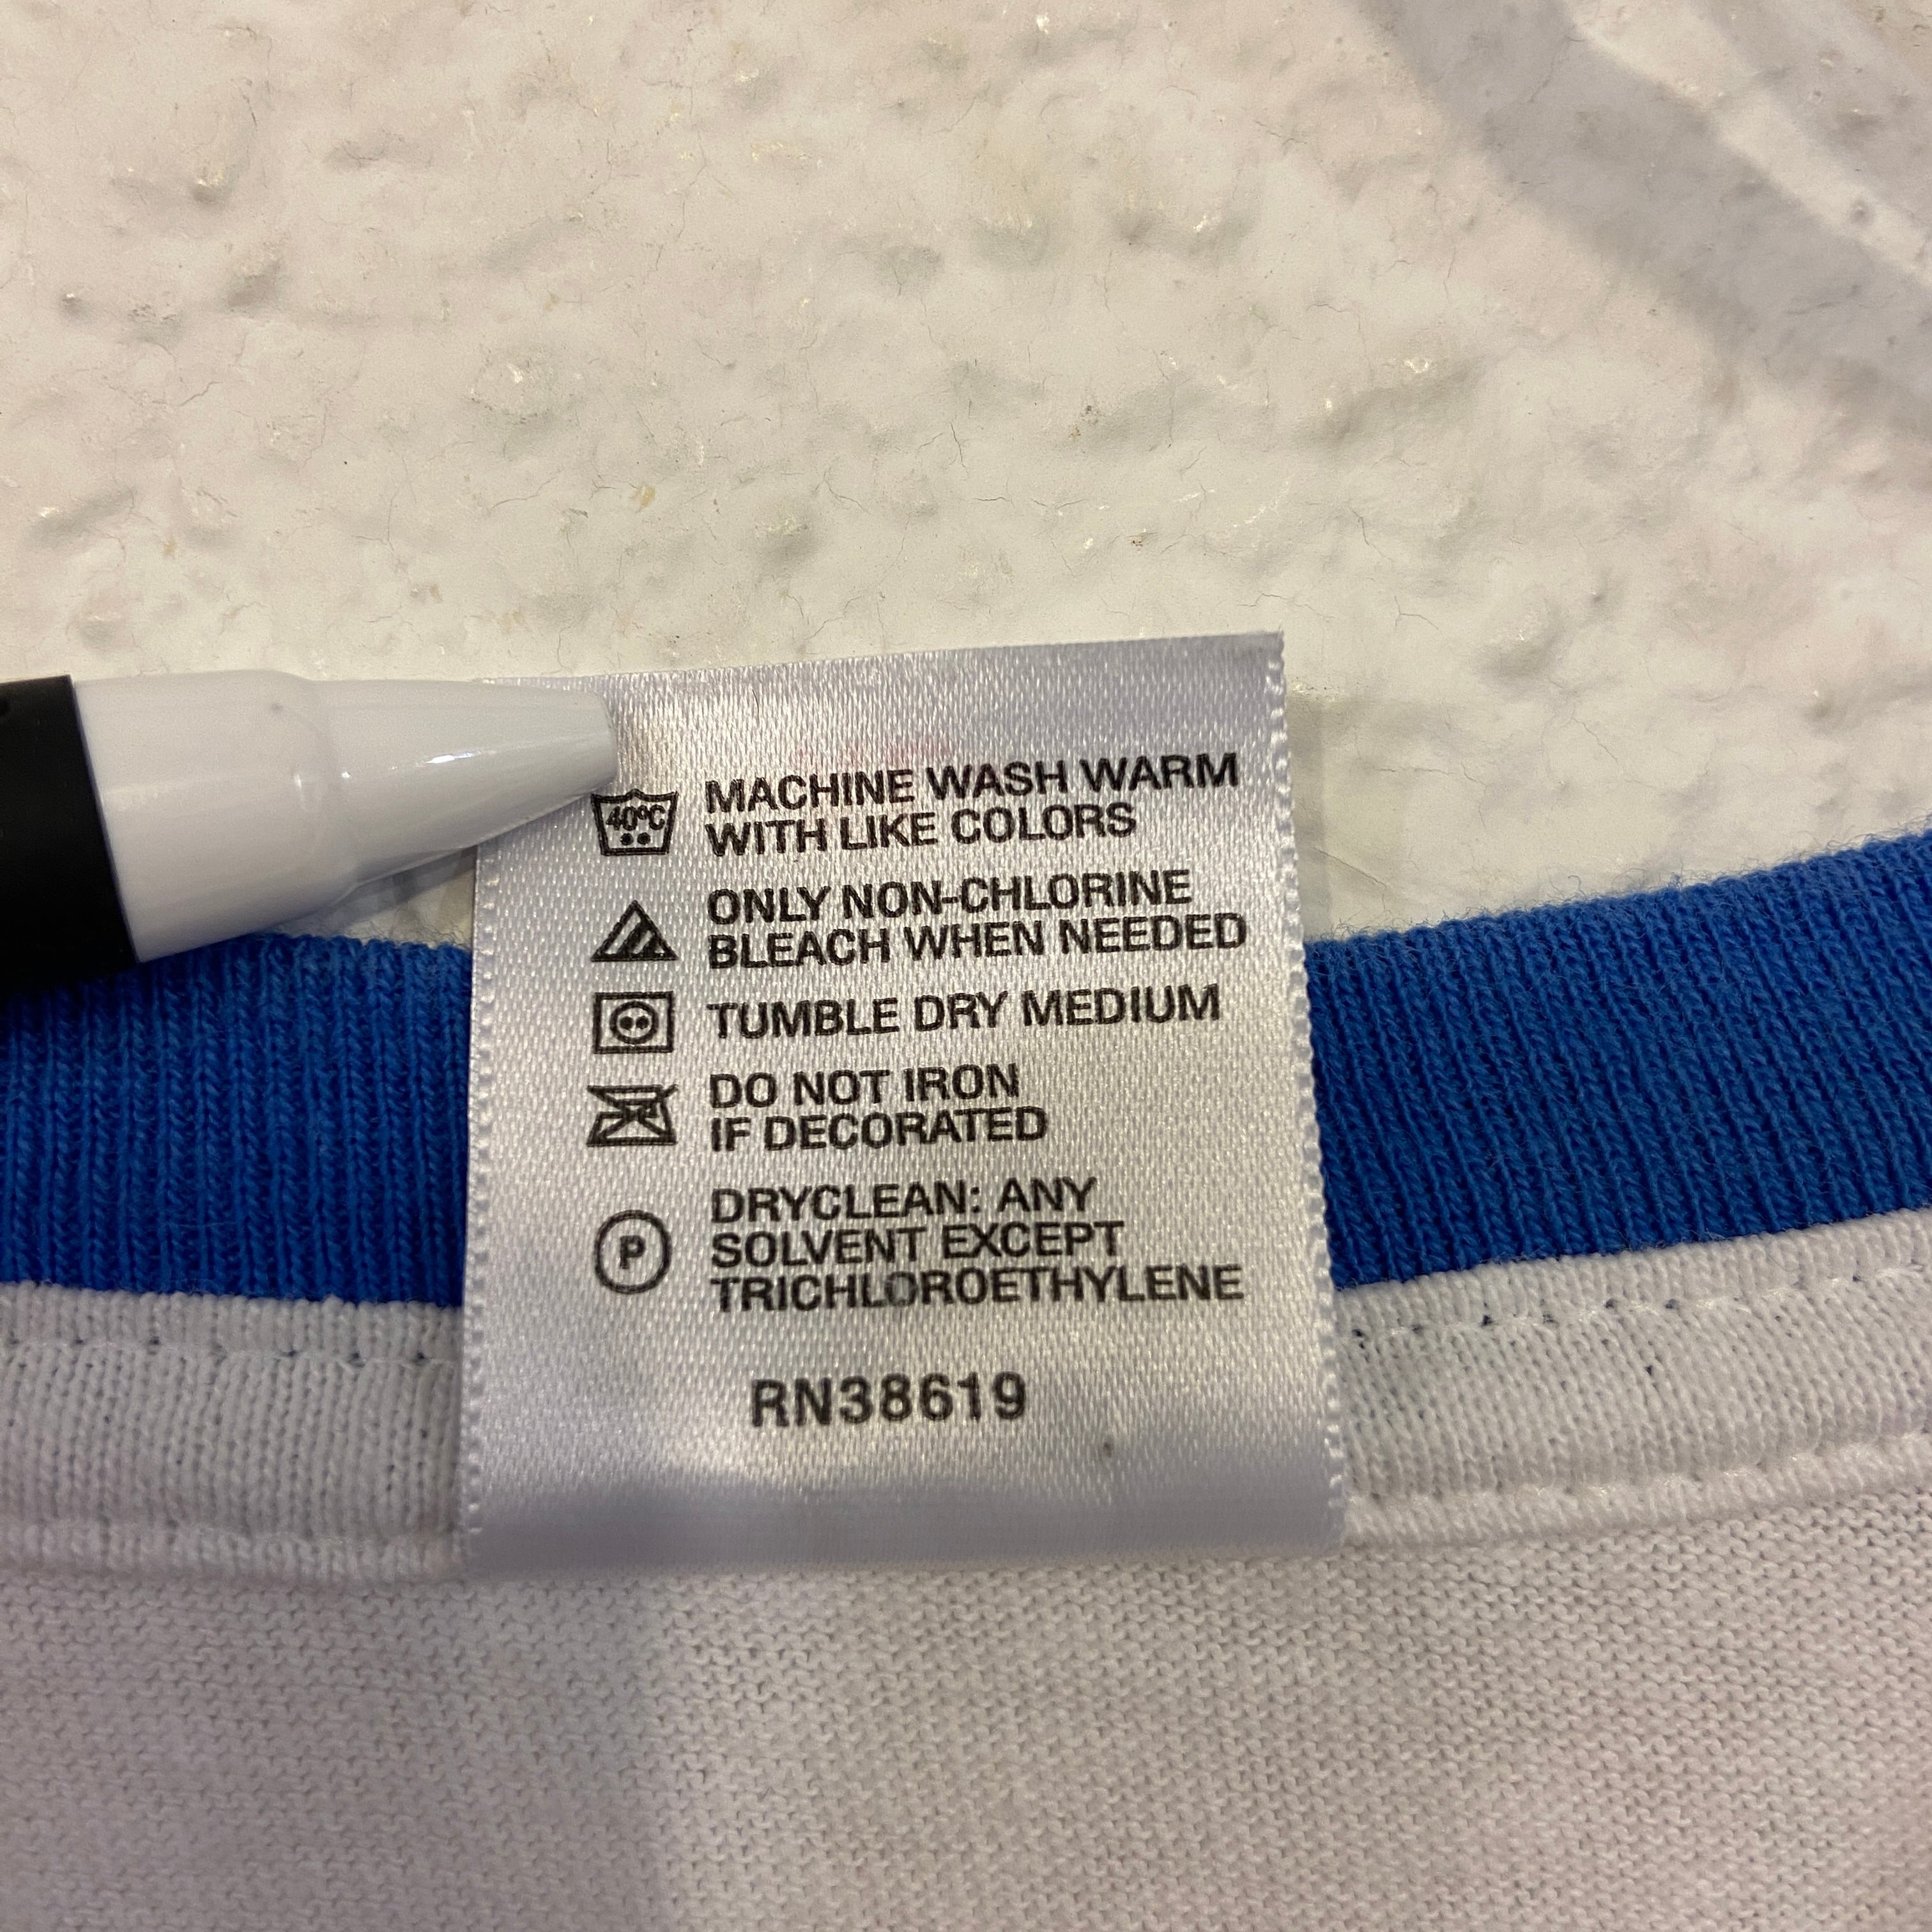 40°C
MACHINE WASH WARM
WITH LIKE COLORS
ONLY NON-CHLORINE
BLEACH WHEN NEEDED
TUMBLE DRY MEDIUM
DO NOT IRON
IF DECORATED
DRYCLEAN: ANY
P SOLVENT EXCEPT
TRICHLOROETHYLENE
RN38619